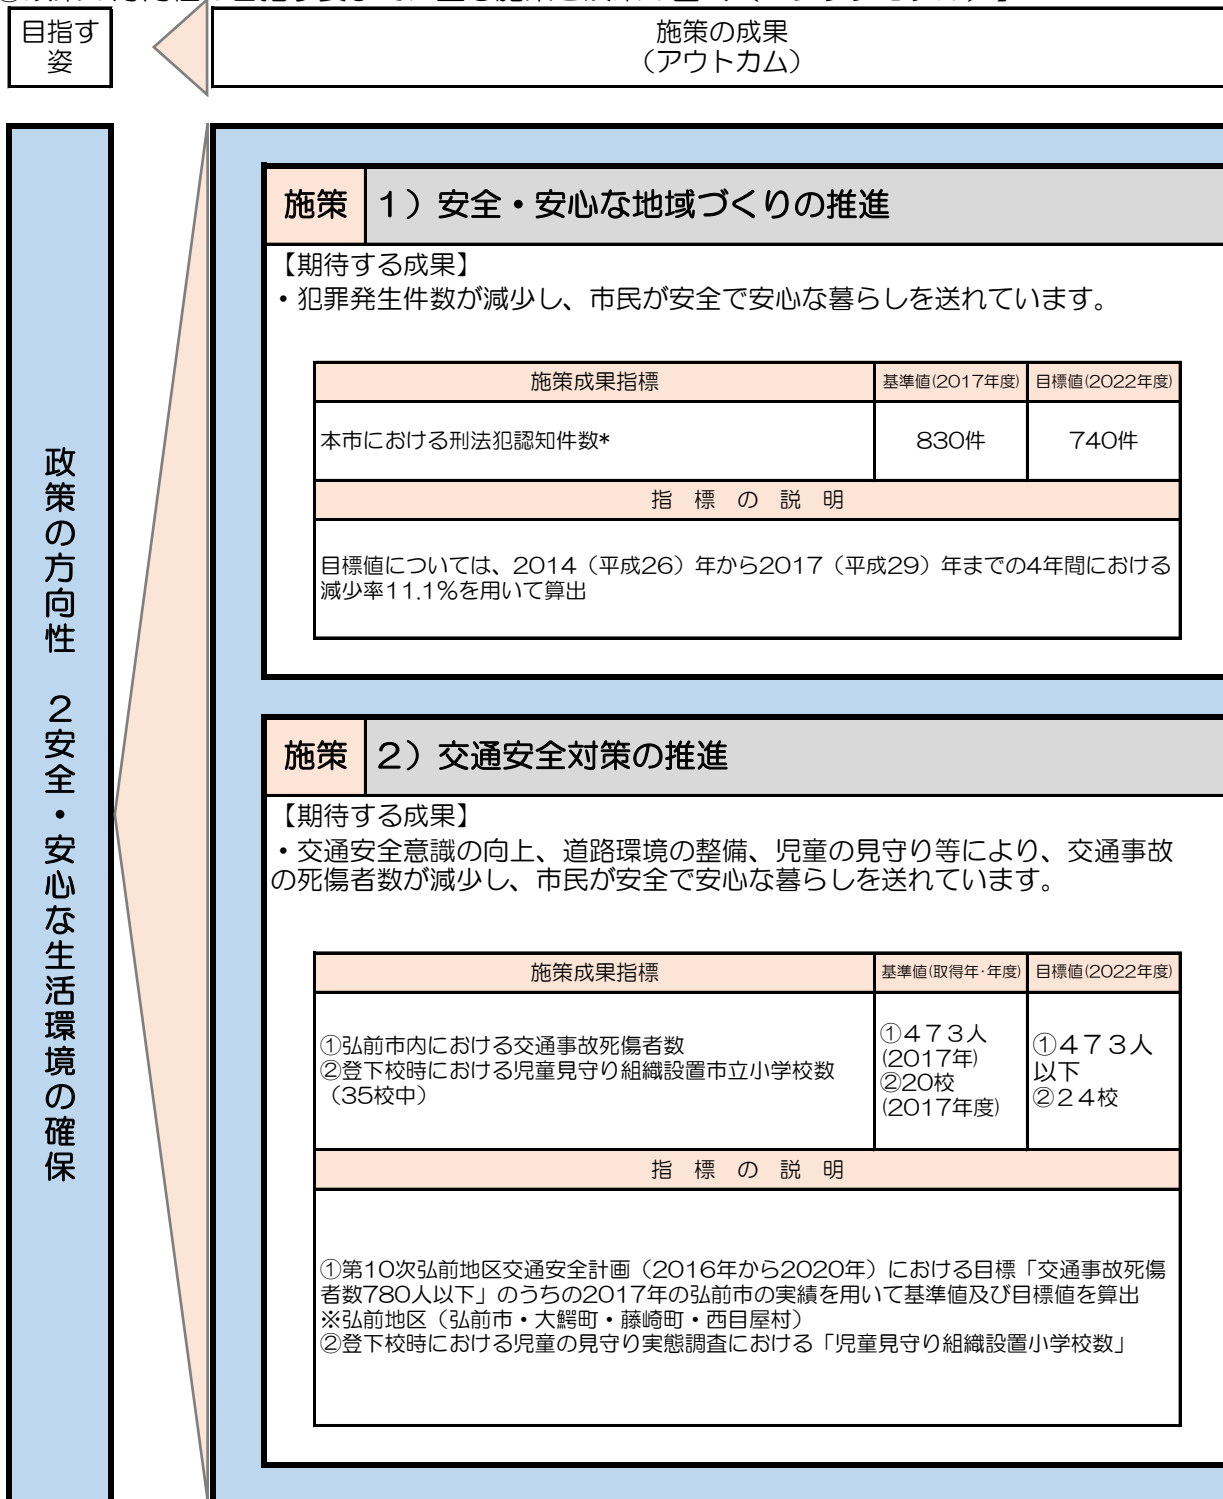 目指す
姿
施策の成果
（アウトカム）
政策の方向性　２安全・安心な生活環境の確保
施策
１）安全・安心な地域づくりの推進
【期待する成果】
・犯罪発生件数が減少し、市民が安全で安心な暮らしを送れています。
施策成果指標
基準値(2017年度)
目標値(2022年度)
本市における刑法犯認知件数*
830件
740件
指　標　の　説　明
目標値については、2014（平成26）年から2017（平成29）年までの4年間における
減少率11.1％を用いて算出
施策
２）交通安全対策の推進
【期待する成果】
・交通安全意識の向上、道路環境の整備、児童の見守り等により、交通事故
の死傷者数が減少し、市民が安全で安心な暮らしを送れています。
施策成果指標
基準値(取得年・年度)
目標値(2022年度)
①弘前市内における交通事故死傷者数
②登下校時における児童見守り組織設置市立小学校数
（35校中）
①４７３人
(2017年)
②20校
(2017年度)
①４７３人
以下
②２４校
指　標　の　説　明
①第10次弘前地区交通安全計画（2016年から2020年）における目標「交通事故死傷
者数780人以下」のうちの2017年の弘前市の実績を用いて基準値及び目標値を算出
※弘前地区（弘前市・大鰐町・藤崎町・西目屋村）
②登下校時における児童の見守り実態調査における「児童見守り組織設置小学校数」